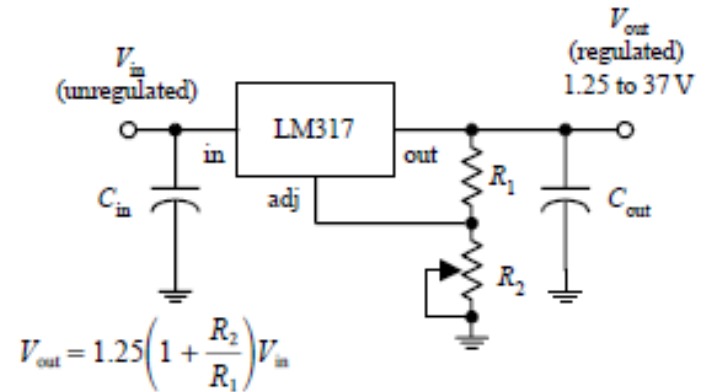 V_out
(regulated)
1.25 to 37 V
V_in
(unregulated)
LM317
in
out
adj
R_1
C_in
C_out
R_2
V_out = 1.25(1 + R_2/R_1)V_in